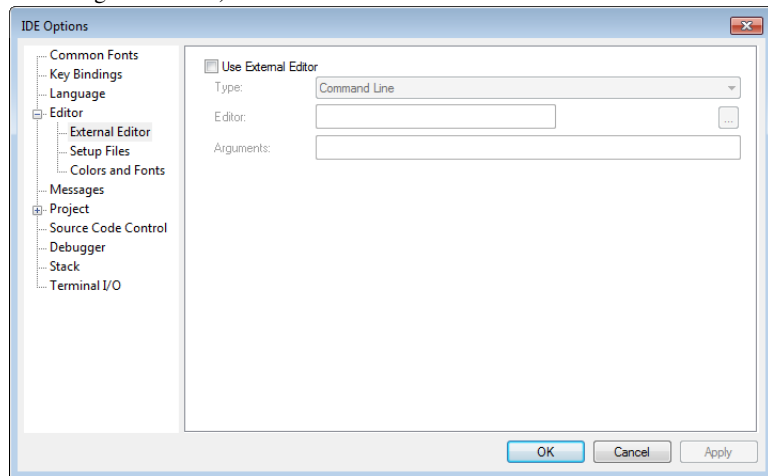 IDE Options
Common Fonts
Key Bindings
Language
Editor
External Editor
Setup Files
Colors and Fonts
Messages
Project
Source Code Control
Debugger
Stack
Terminal I/O
Use External Editor
Type: Command Line
Editor: ...
Arguments:
OK Cancel Apply